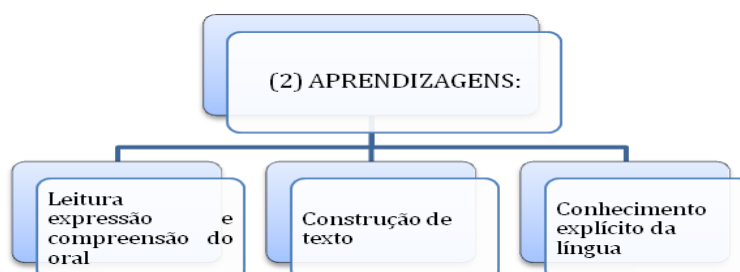 (2) APRENDIZAGENS:
Leitura
expressão e
compreensão do
oral
Construção de
texto
Conhecimento
explícito da
língua